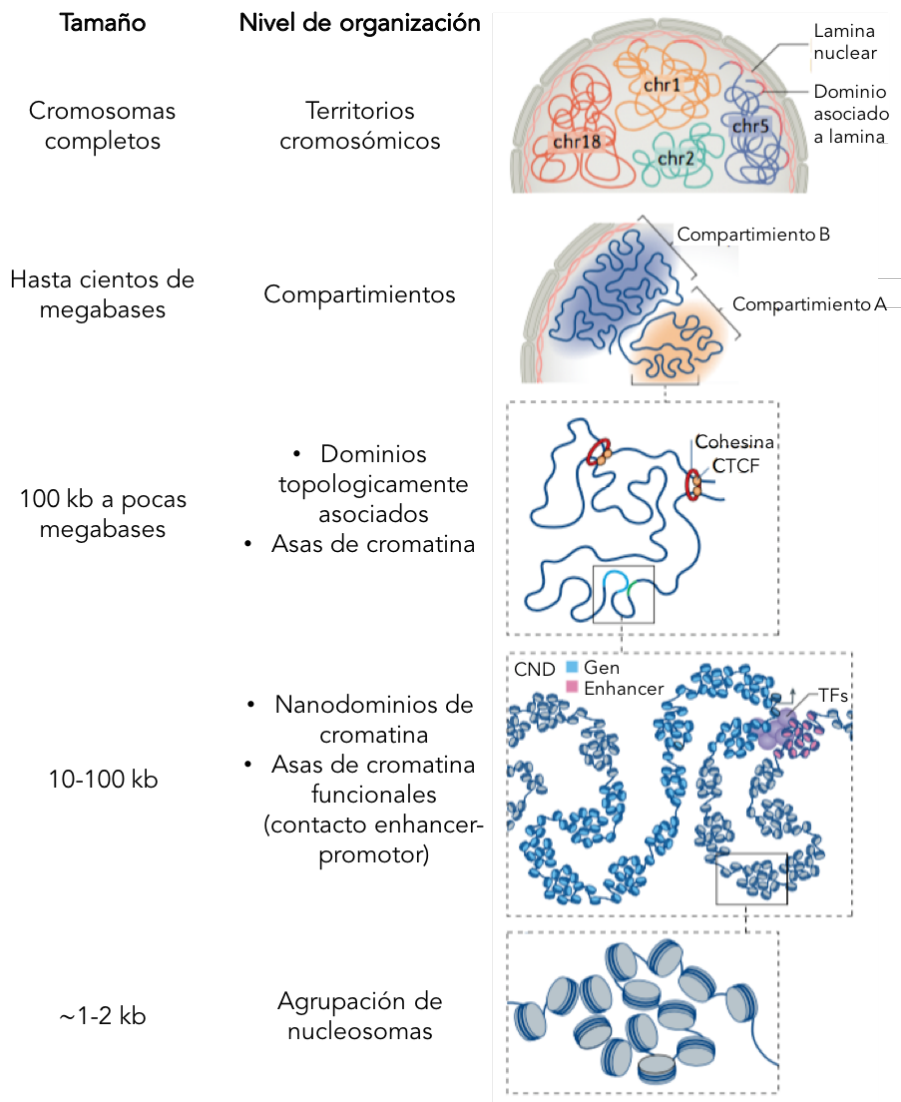 Tamaño
Nivel de organización
Lamina
nuclear
Dominio
asociado
a lamina
chr1
chr18
chr5
chr2
Cromosomas
completos
Territorios
cromosómicos
Compartimiento B
Compartimiento A
Hasta cientos de
megabases
Compartimientos
100 kb a pocas
megabases
• Dominios
topologicamente
asociados
• Asas de cromatina
Cohesina
CTCF
10-100 kb
• Nanodominios de
cromatina
• Asas de cromatina
funcionales
(contacto enhancer-
promotor)
CND
Gen
Enhancer
TFs
~1-2 kb
Agrupación de
nucleosomas